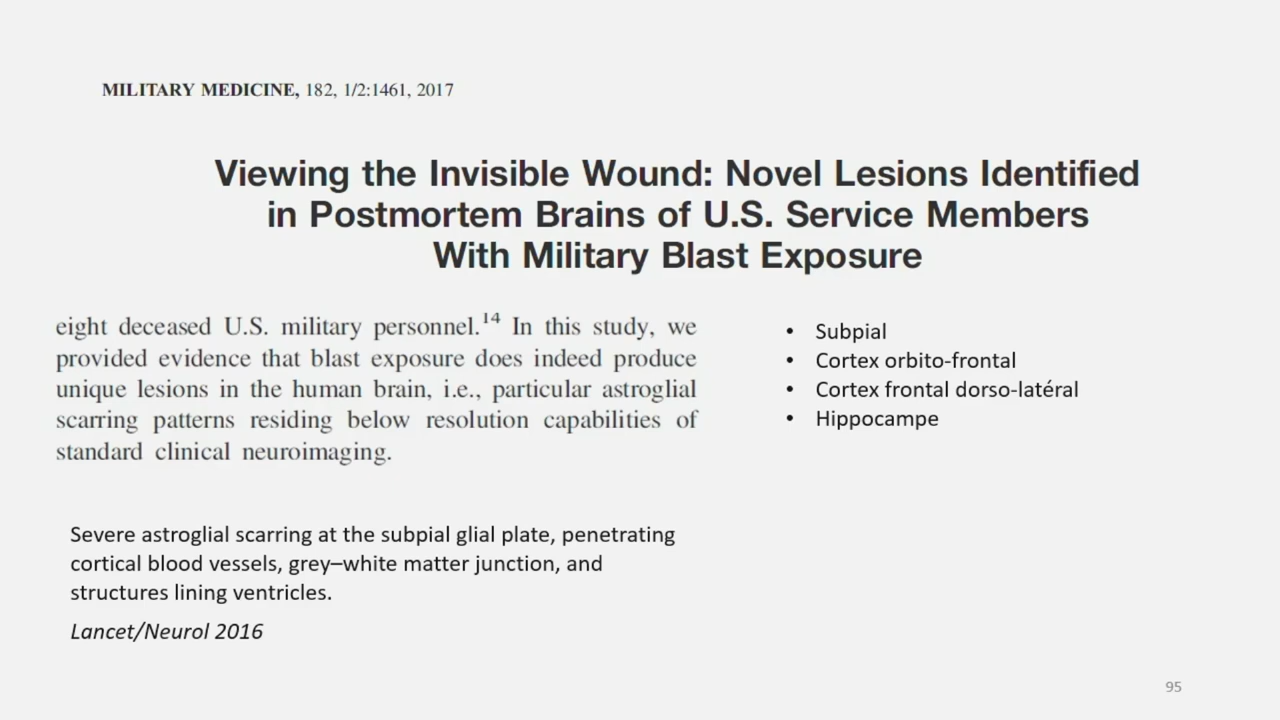 MILITARY MEDICINE, 182, 1/2:1461, 2017
Viewing the Invisible Wound: Novel Lesions Identified
in Postmortem Brains of U.S. Service Members
With Military Blast Exposure
eight deceased U.S. military personnel.14 In this study, we
provided evidence that blast exposure does indeed produce
unique lesions in the human brain, i.e., particular astroglial
scarring patterns residing below resolution capabilities of
standard clinical neuroimaging.
• Subpial
• Cortex orbito-frontal
• Cortex frontal dorso-latéral
• Hippocampe
Severe astroglial scarring at the subpial glial plate, penetrating
cortical blood vessels, grey–white matter junction, and
structures lining ventricles.
Lancet/Neurol 2016
95